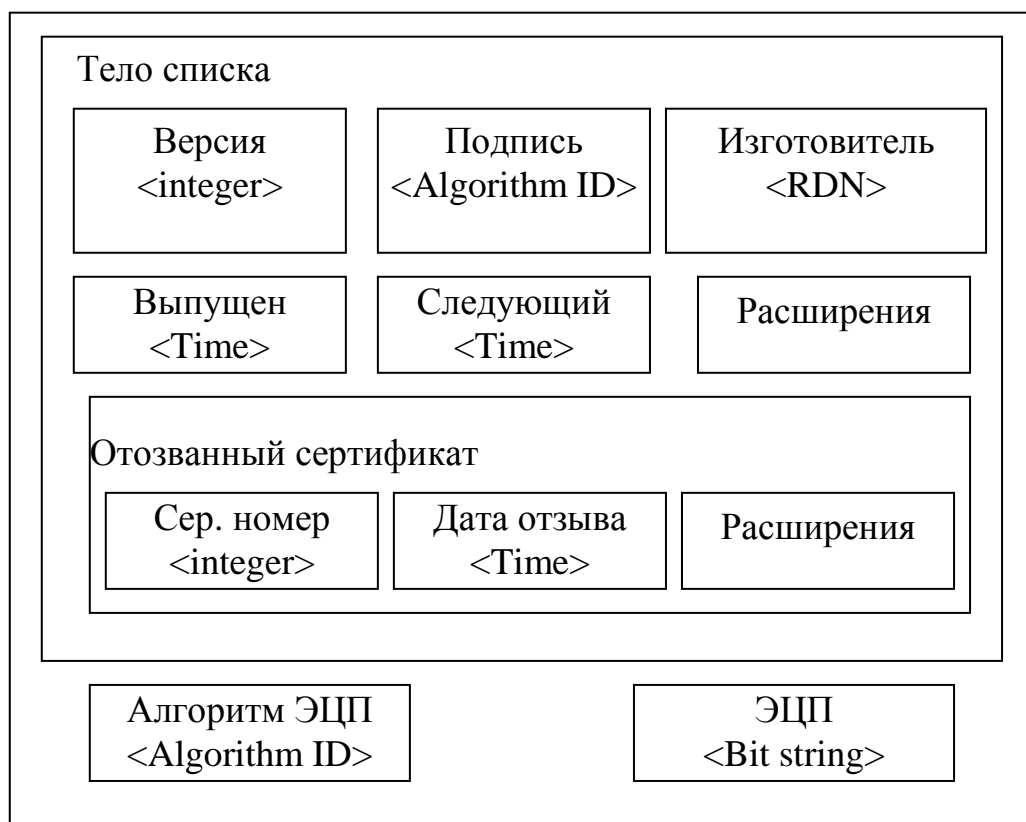 Тело списка
Версия
<integer>
Подпись
<Algorithm ID>
Изготовитель
<RDN>
Выпущен
<Time>
Следующий
<Time>
Расширения
Отозванный сертификат
Сер. номер
<integer>
Дата отзыва
<Time>
Расширения
Алгоритм ЭЦП
<Algorithm ID>
ЭЦП
<Bit string>